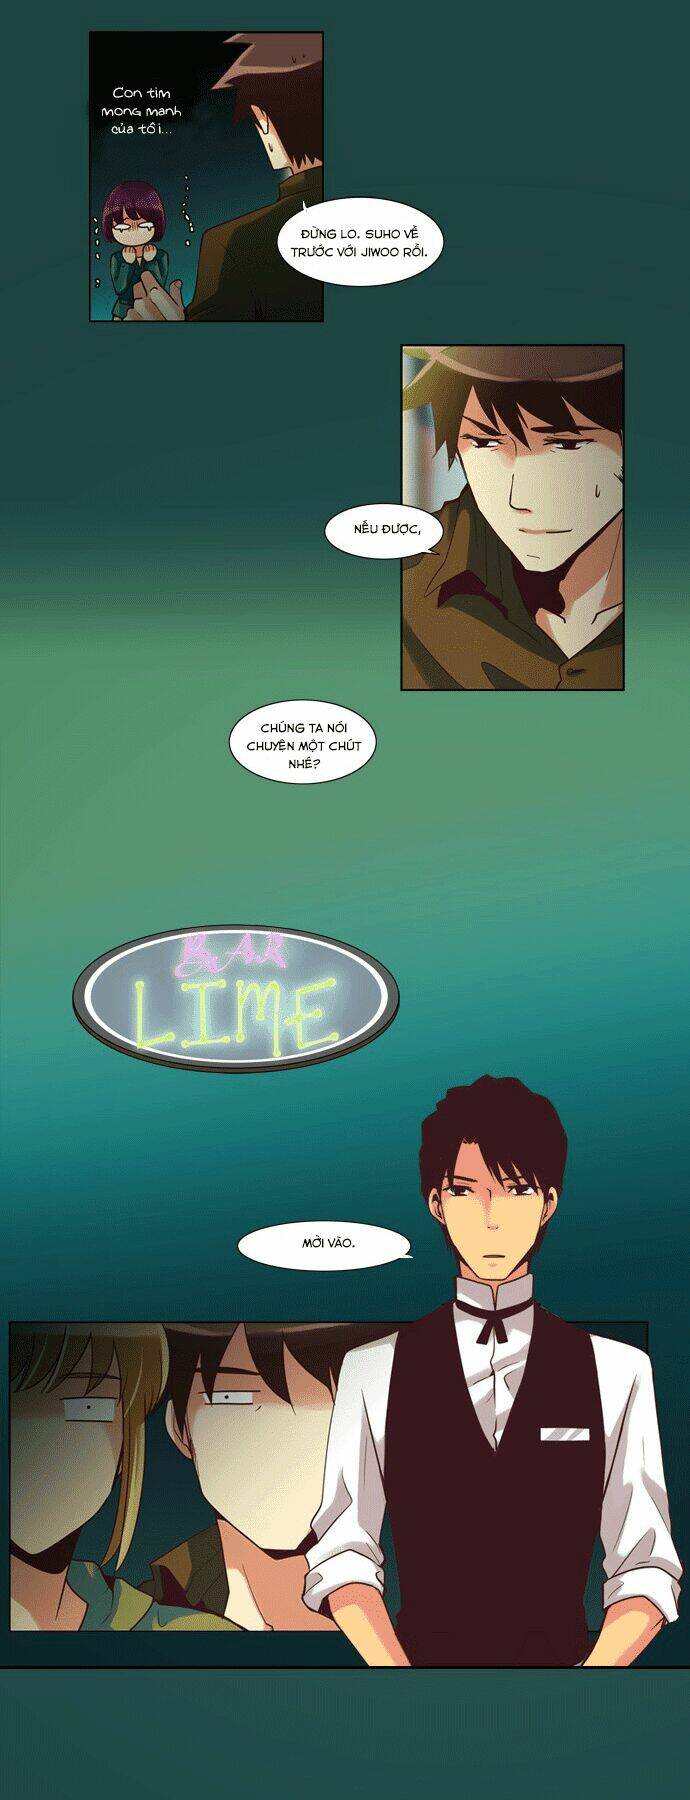 Con tim
mong manh
của tôi...
ĐỪNG LO. SUHO VỀ
TRƯỚC VỚI JIWOO RỒI.
NẾU ĐƯỢC,
CHÚNG TA NÓI
CHUYỆN MỘT CHÚT
NHÉ?
BAR
LIME
MỜI VÀO.